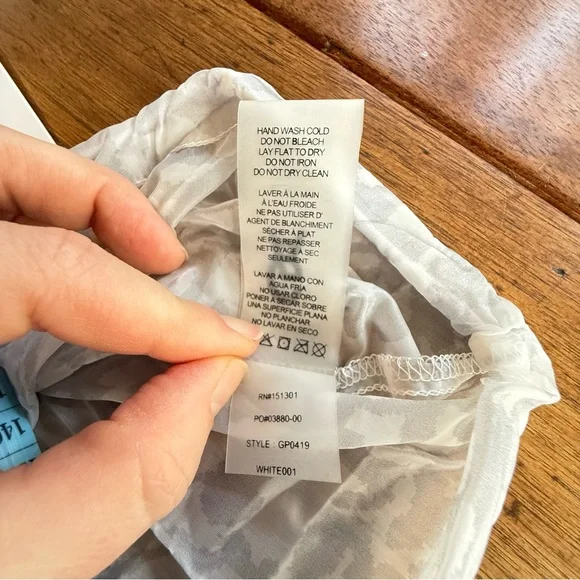 HAND WASH COLD
DO NOT BLEACH
LAY FLAT TO DRY
DO NOT IRON
DO NOT DRY CLEAN
LAVER À LA MAIN
À L'EAU FROIDE
NE PAS UTILISER D'
AGENT DE BLANCHIMENT
SÈCHER À PLAT
NE PAS REPASSER
NETTOYAGE À SEC
SEULEMENT
LAVAR A MANO CON
AGUA FRÍA
NO USAR CLORO
PONER A SECAR SOBRE
UNA SUPERFICIE PLANA
NO PLANCHAR
NO LAVAR EN SECO
RN#151301
PO#03880-00
STYLE : GP0419
WHITE001